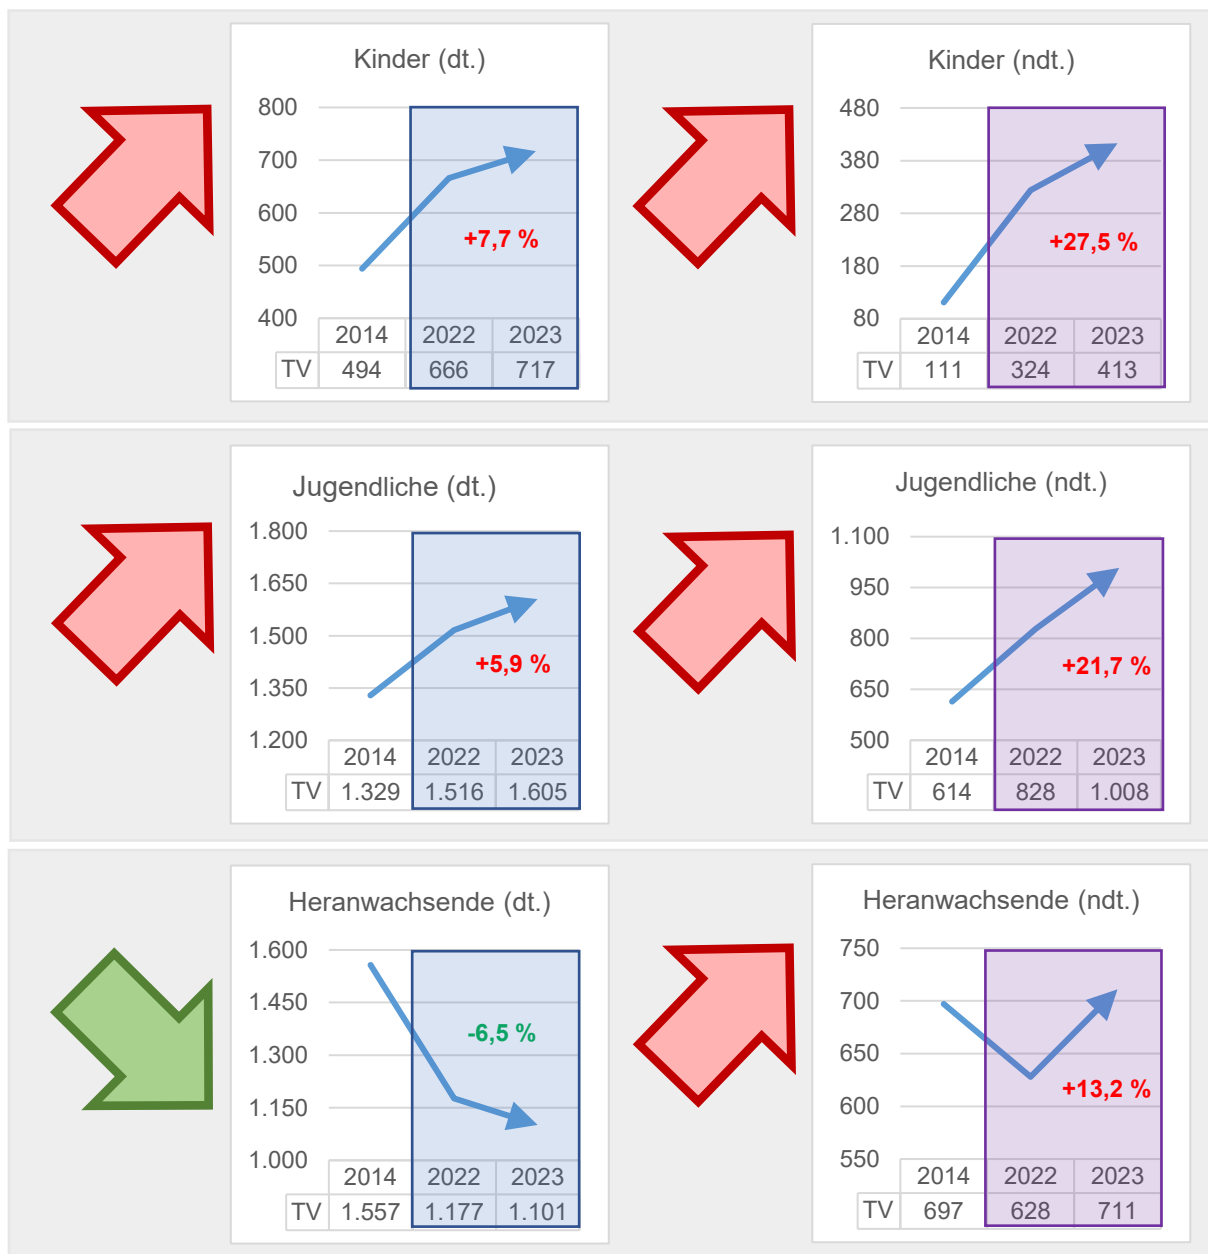 Kinder (dt.)
800
700
600
500
400
+7,7 %
2014 2022 2023
TV 494 666 717
Kinder (ndt.)
480
380
280
180
80
+27,5 %
2014 2022 2023
TV 111 324 413
Jugendliche (dt.)
1.800
1.650
1.500
1.350
1.200
+5,9 %
2014 2022 2023
TV 1.329 1.516 1.605
Jugendliche (ndt.)
1.100
950
800
650
500
+21,7 %
2014 2022 2023
TV 614 828 1.008
Heranwachsende (dt.)
1.600
1.450
1.300
1.150
1.000
-6,5 %
2014 2022 2023
TV 1.557 1.177 1.101
Heranwachsende (ndt.)
750
700
650
600
550
+13,2 %
2014 2022 2023
TV 697 628 711